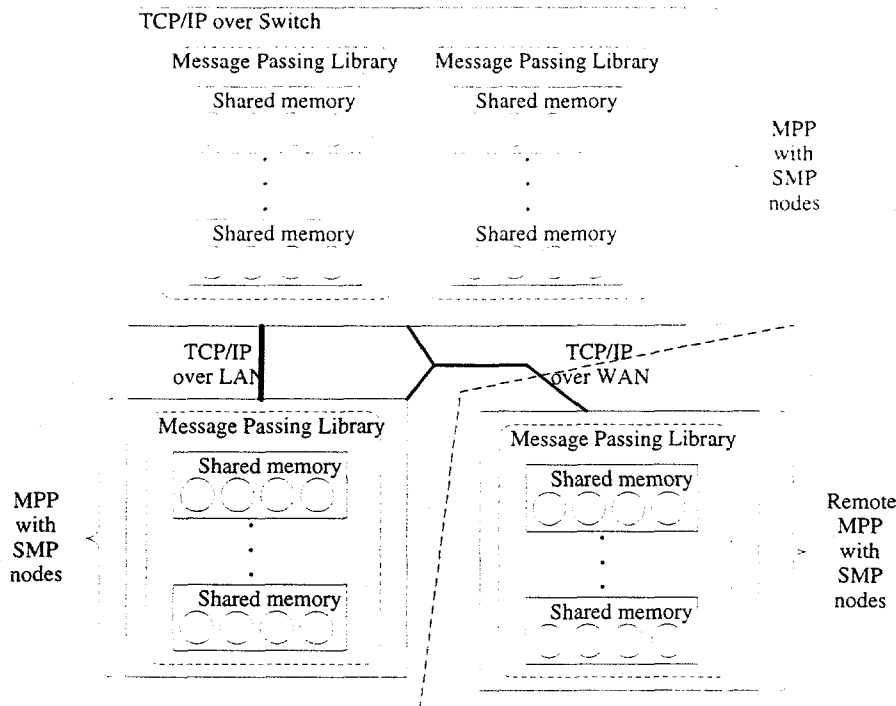 TCP/IP over Switch
Message Passing Library
Message Passing Library
Shared memory
Shared memory
MPP
with
SMP
nodes
Shared memory
Shared memory
TCP/IP
over LAN
TCP/IP
over WAN
Message Passing Library
Message Passing Library
Shared memory
Shared memory
MPP
with
SMP
nodes
Remote
MPP
with
SMP
nodes
Shared memory
Shared memory